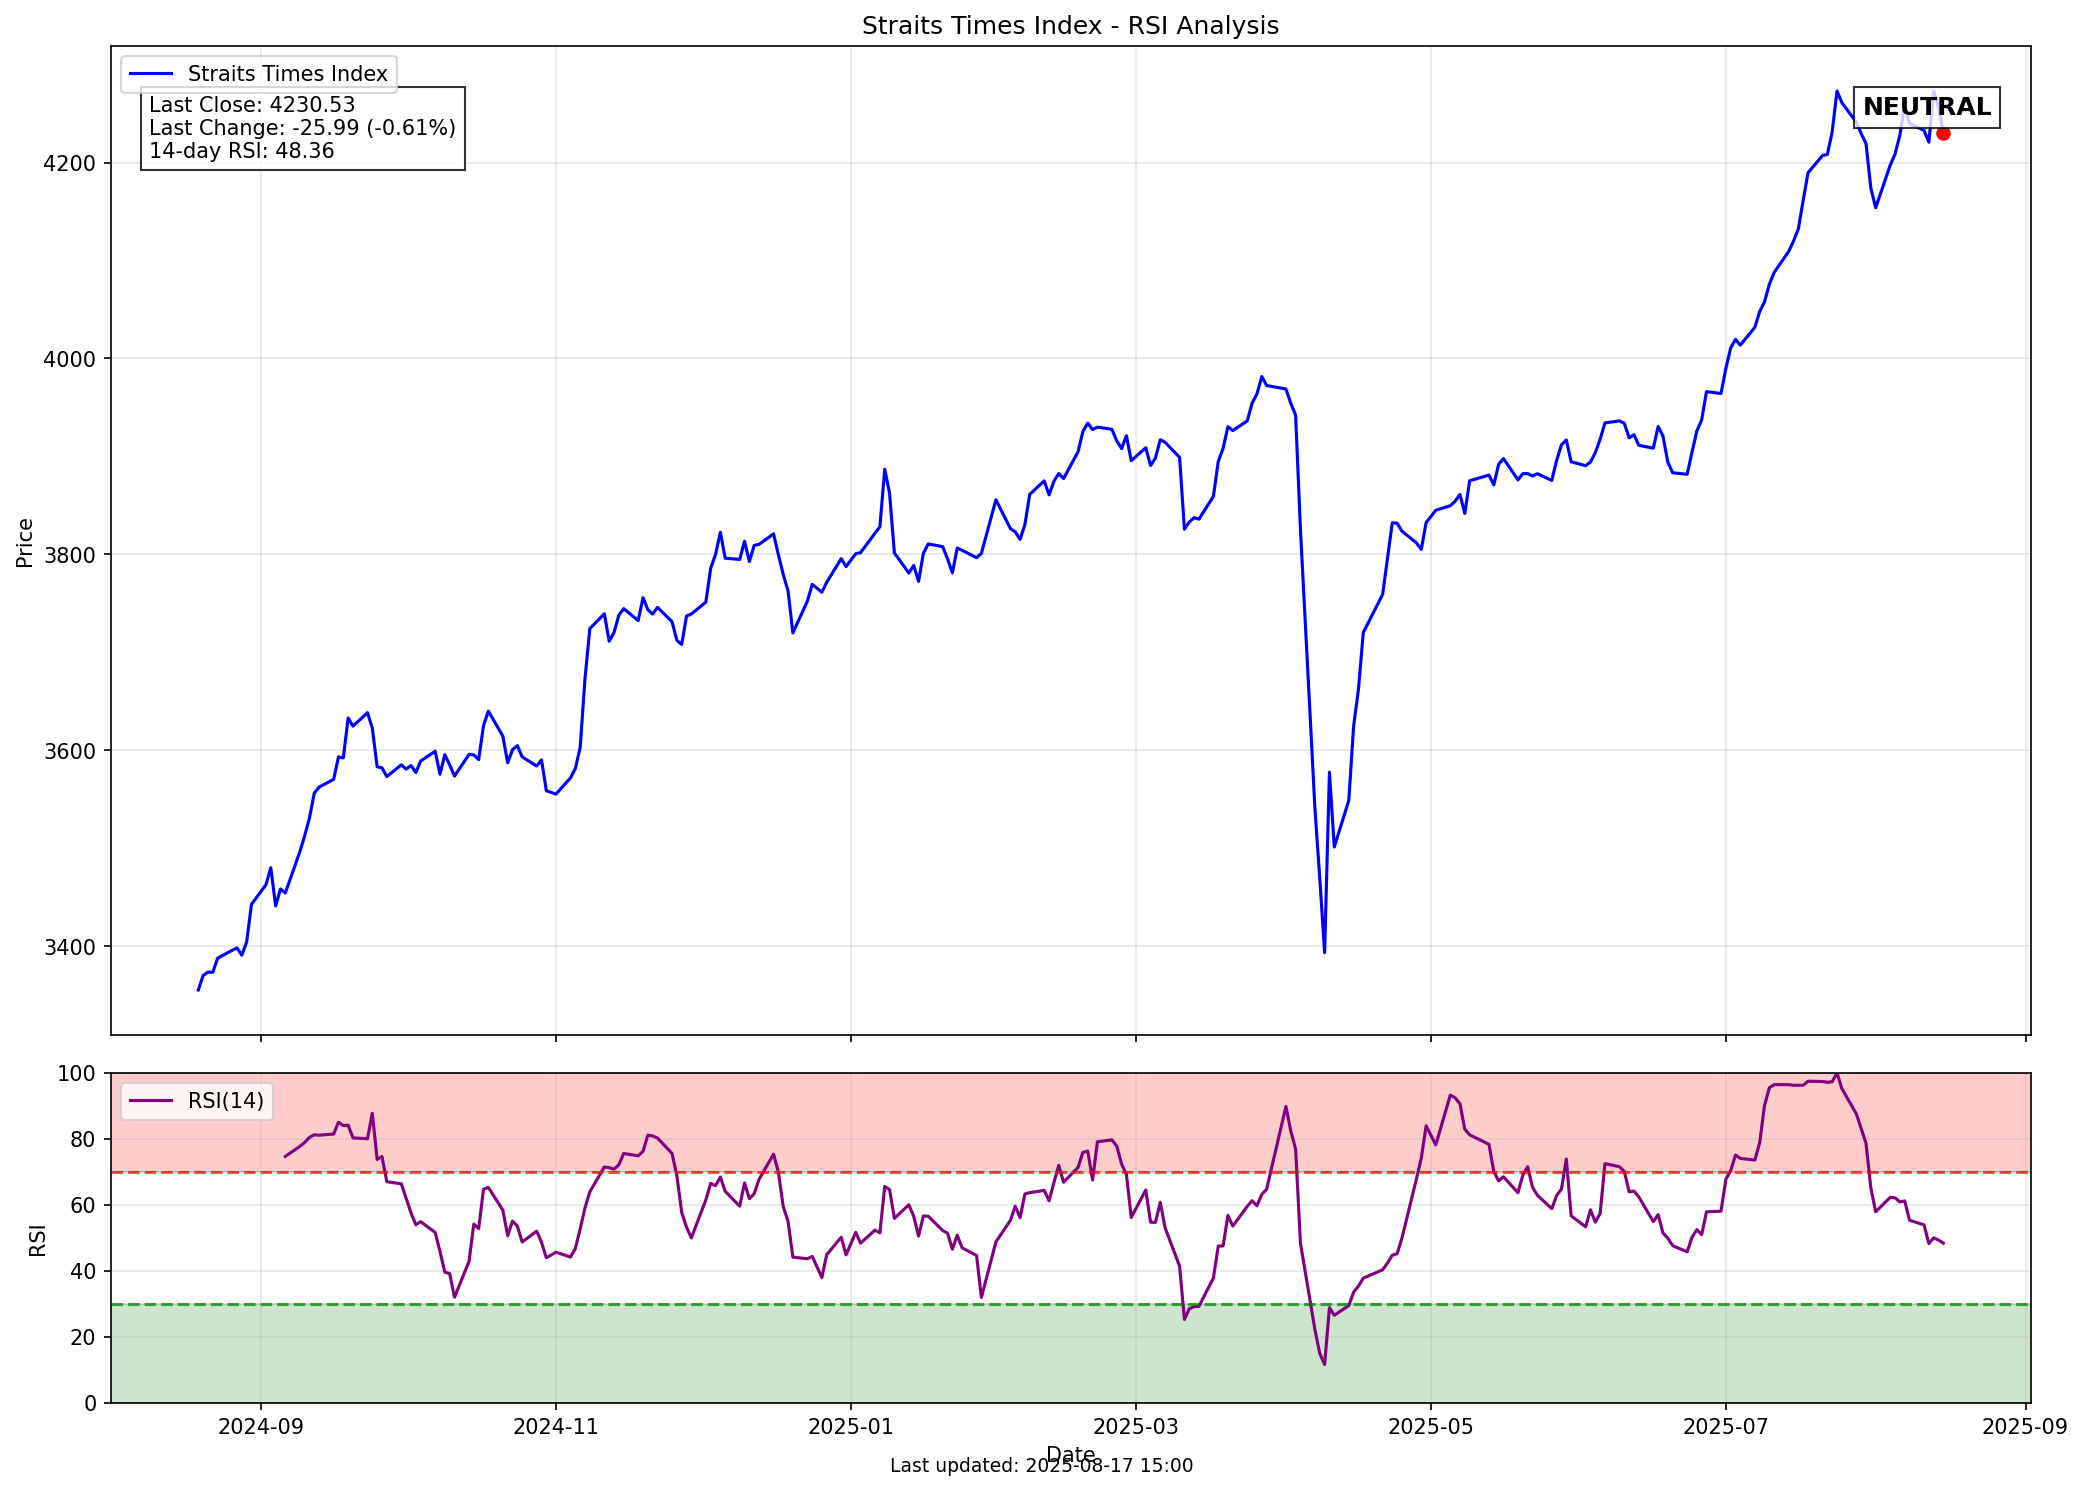 Straits Times Index - RSI Analysis
Straits Times Index
Last Close: 4230.53
Last Change: -25.99 (-0.61%)
14-day RSI: 48.36
NEUTRAL
Price
4200
4000
3800
3600
3400
RSI(14)
RSI
100
80
60
40
20
0
2024-09
2024-11
2025-01
2025-03
2025-05
2025-07
2025-09
Date
Last updated: 2025-08-17 15:00